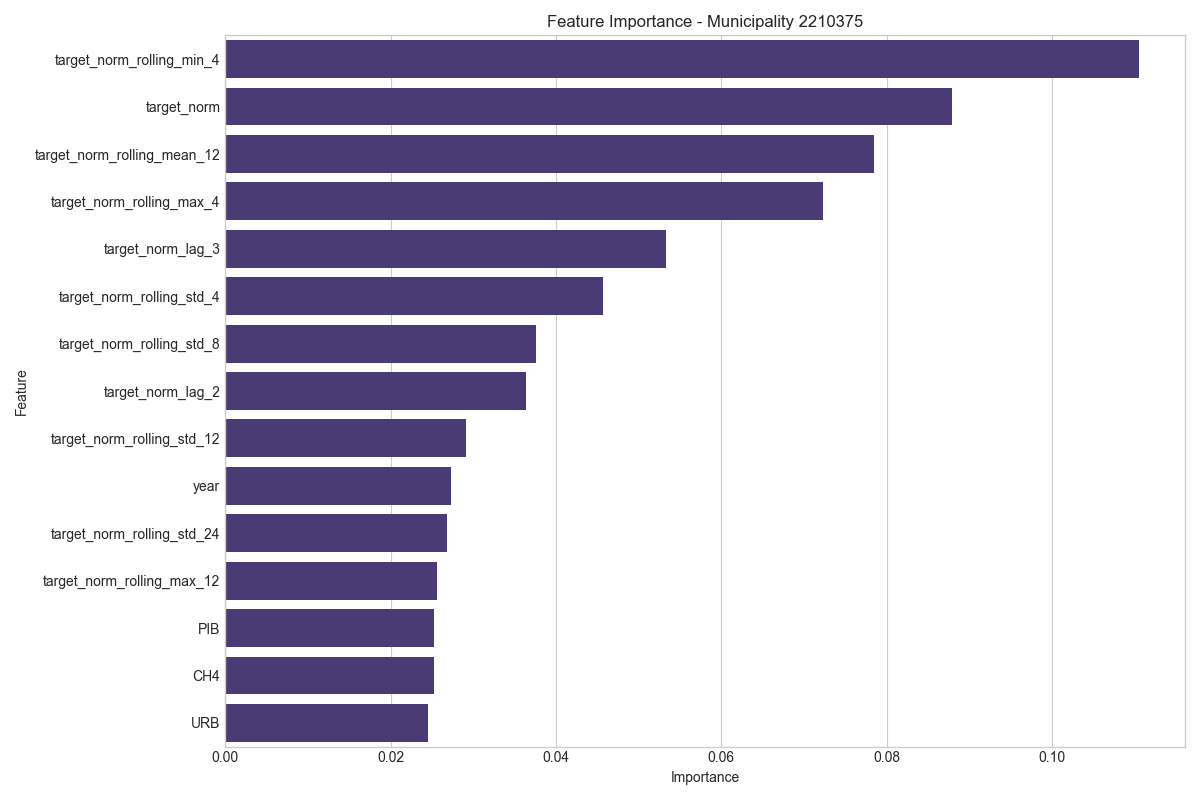 Feature Importance - Municipality 2210375
Feature
target_norm_rolling_min_4
target_norm
target_norm_rolling_mean_12
target_norm_rolling_max_4
target_norm_lag_3
target_norm_rolling_std_4
target_norm_rolling_std_8
target_norm_lag_2
target_norm_rolling_std_12
year
target_norm_rolling_std_24
target_norm_rolling_max_12
PIB
CH4
URB
0.00 0.02 0.04 0.06 0.08 0.10
Importance